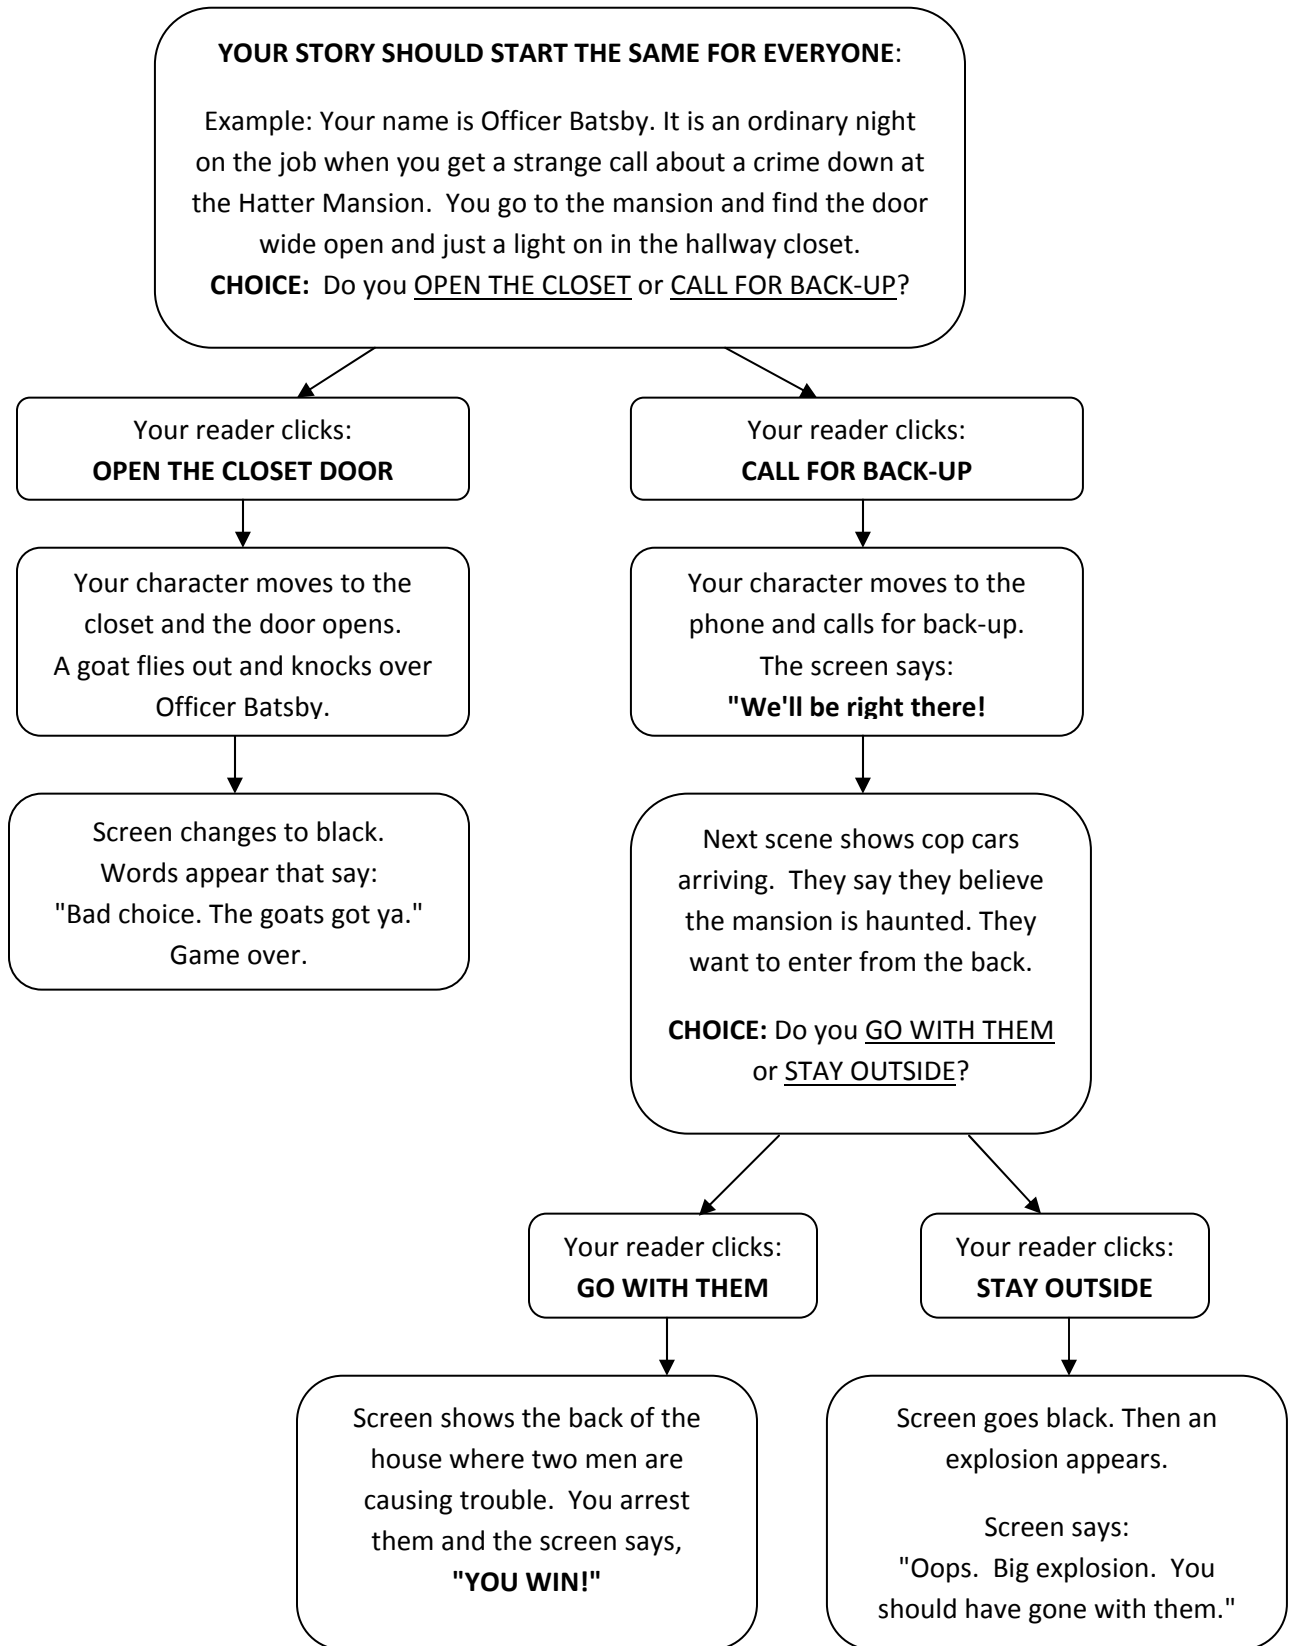 YOUR STORY SHOULD START THE SAME FOR EVERYONE:
Example: Your name is Officer Batsby. It is an ordinary night
on the job when you get a strange call about a crime down at
the Hatter Mansion.  You go to the mansion and find the door
wide open and just a light on in the hallway closet.
CHOICE:  Do you OPEN THE CLOSET or CALL FOR BACK-UP?
Your reader clicks:
OPEN THE CLOSET DOOR
Your reader clicks:
CALL FOR BACK-UP
Your character moves to the
closet and the door opens.
A goat flies out and knocks over
Officer Batsby.
Your character moves to the
phone and calls for back-up.
The screen says:
"We'll be right there!
Screen changes to black.
Words appear that say:
"Bad choice. The goats got ya."
Game over.
Next scene shows cop cars
arriving.  They say they believe
the mansion is haunted. They
want to enter from the back.
CHOICE: Do you GO WITH THEM
or STAY OUTSIDE?
Your reader clicks:
GO WITH THEM
Your reader clicks:
STAY OUTSIDE
Screen shows the back of the
house where two men are
causing trouble.  You arrest
them and the screen says,
"YOU WIN!"
Screen goes black. Then an
explosion appears.
Screen says:
"Oops.  Big explosion.  You
should have gone with them."